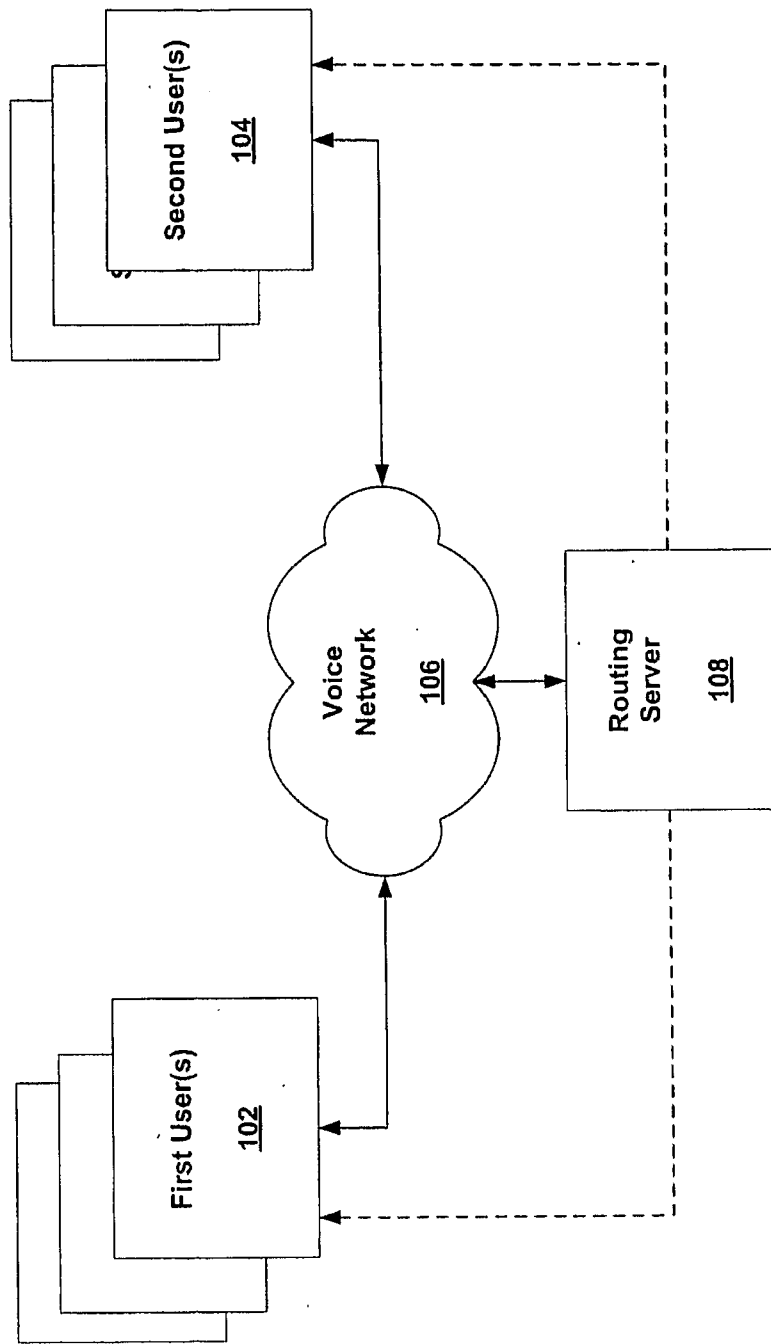 First User(s)
102
Second User(s)
104
S
Voice
Network
106
Routing
Server
108